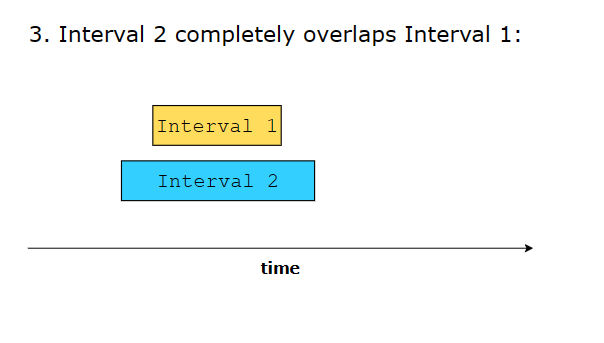 3. Interval 2 completely overlaps Interval 1:
Interval 1
Interval 2
time